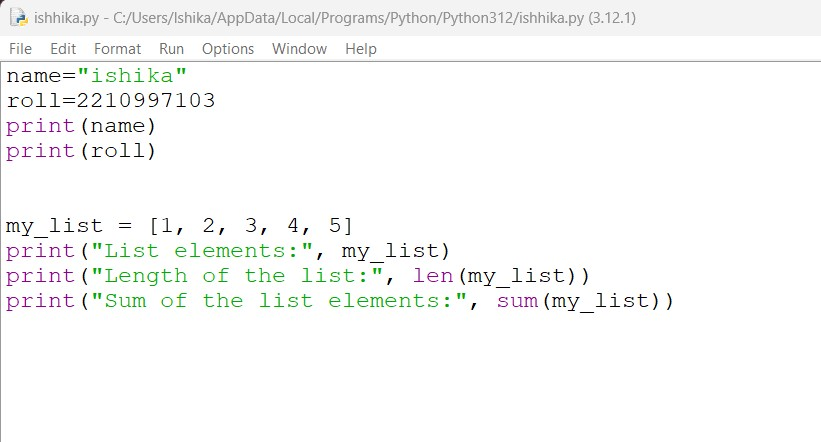 ishhika.py - C:/Users/Ishika/AppData/Local/Programs/Python/Python312/ishhika.py (3.12.1)
File Edit Format Run Options Window Help
name="ishika"
roll=2210997103
print(name)
print(roll)
my_list = [1, 2, 3, 4, 5]
print("List elements:", my_list)
print("Length of the list:", len(my_list))
print("Sum of the list elements:", sum(my_list))